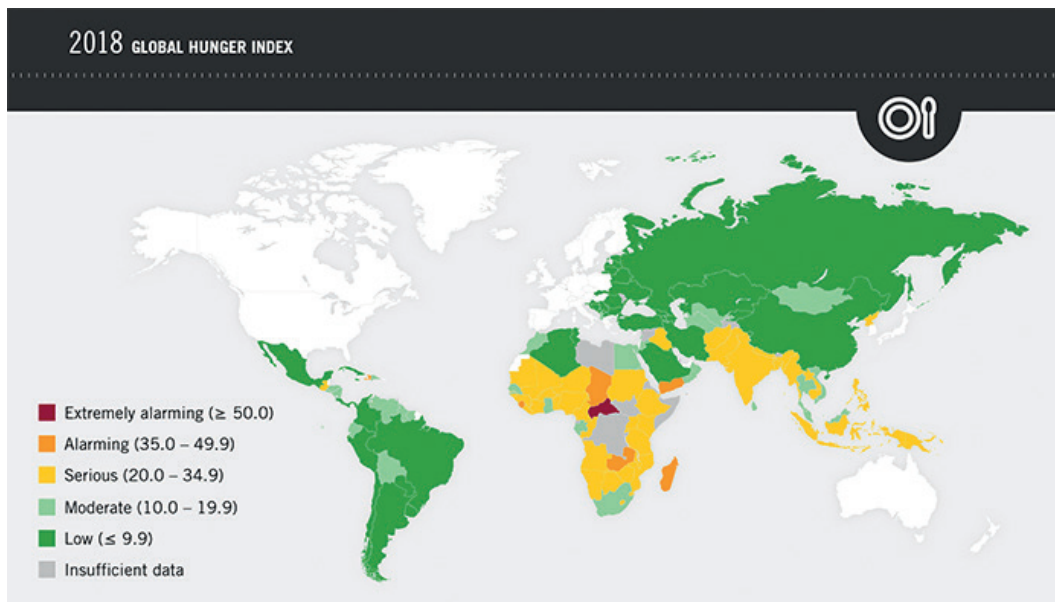 2018 GLOBAL HUNGER INDEX
Extremely alarming (≥ 50.0)
Alarming (35.0 – 49.9)
Serious (20.0 – 34.9)
Moderate (10.0 – 19.9)
Low (≤ 9.9)
Insufficient data